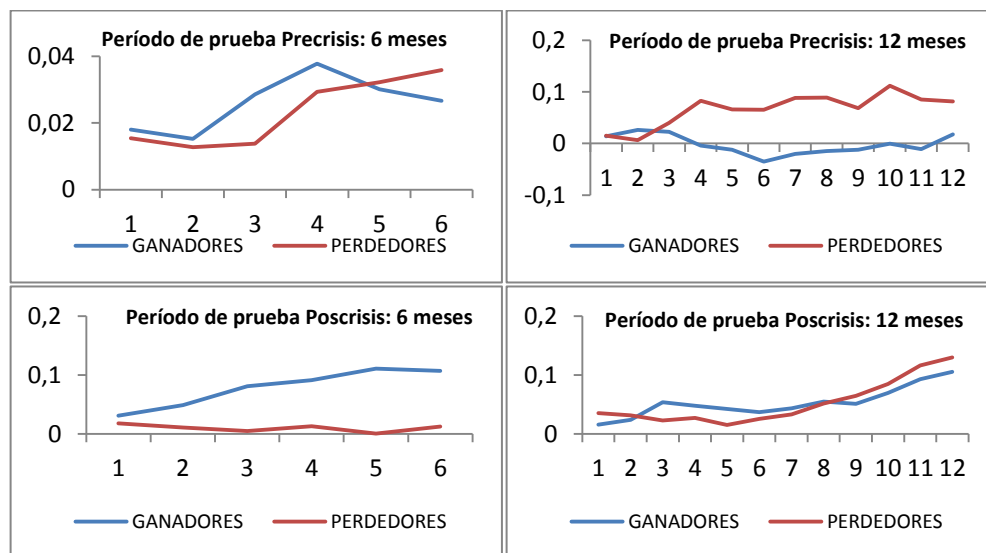 Período de prueba Precrisis: 6 meses
0,04
0,02
0
1 2 3 4 5 6
GANADORES PERDEDORES
Período de prueba Precrisis: 12 meses
0,2
0,1
0
-0,1
1 2 3 4 5 6 7 8 9 10 11 12
GANADORES PERDEDORES
Período de prueba Poscrisis: 6 meses
0,2
0,1
0
1 2 3 4 5 6
GANADORES PERDEDORES
Período de prueba Poscrisis: 12 meses
0,2
0,1
0
1 2 3 4 5 6 7 8 9 10 11 12
GANADORES PERDEDORES